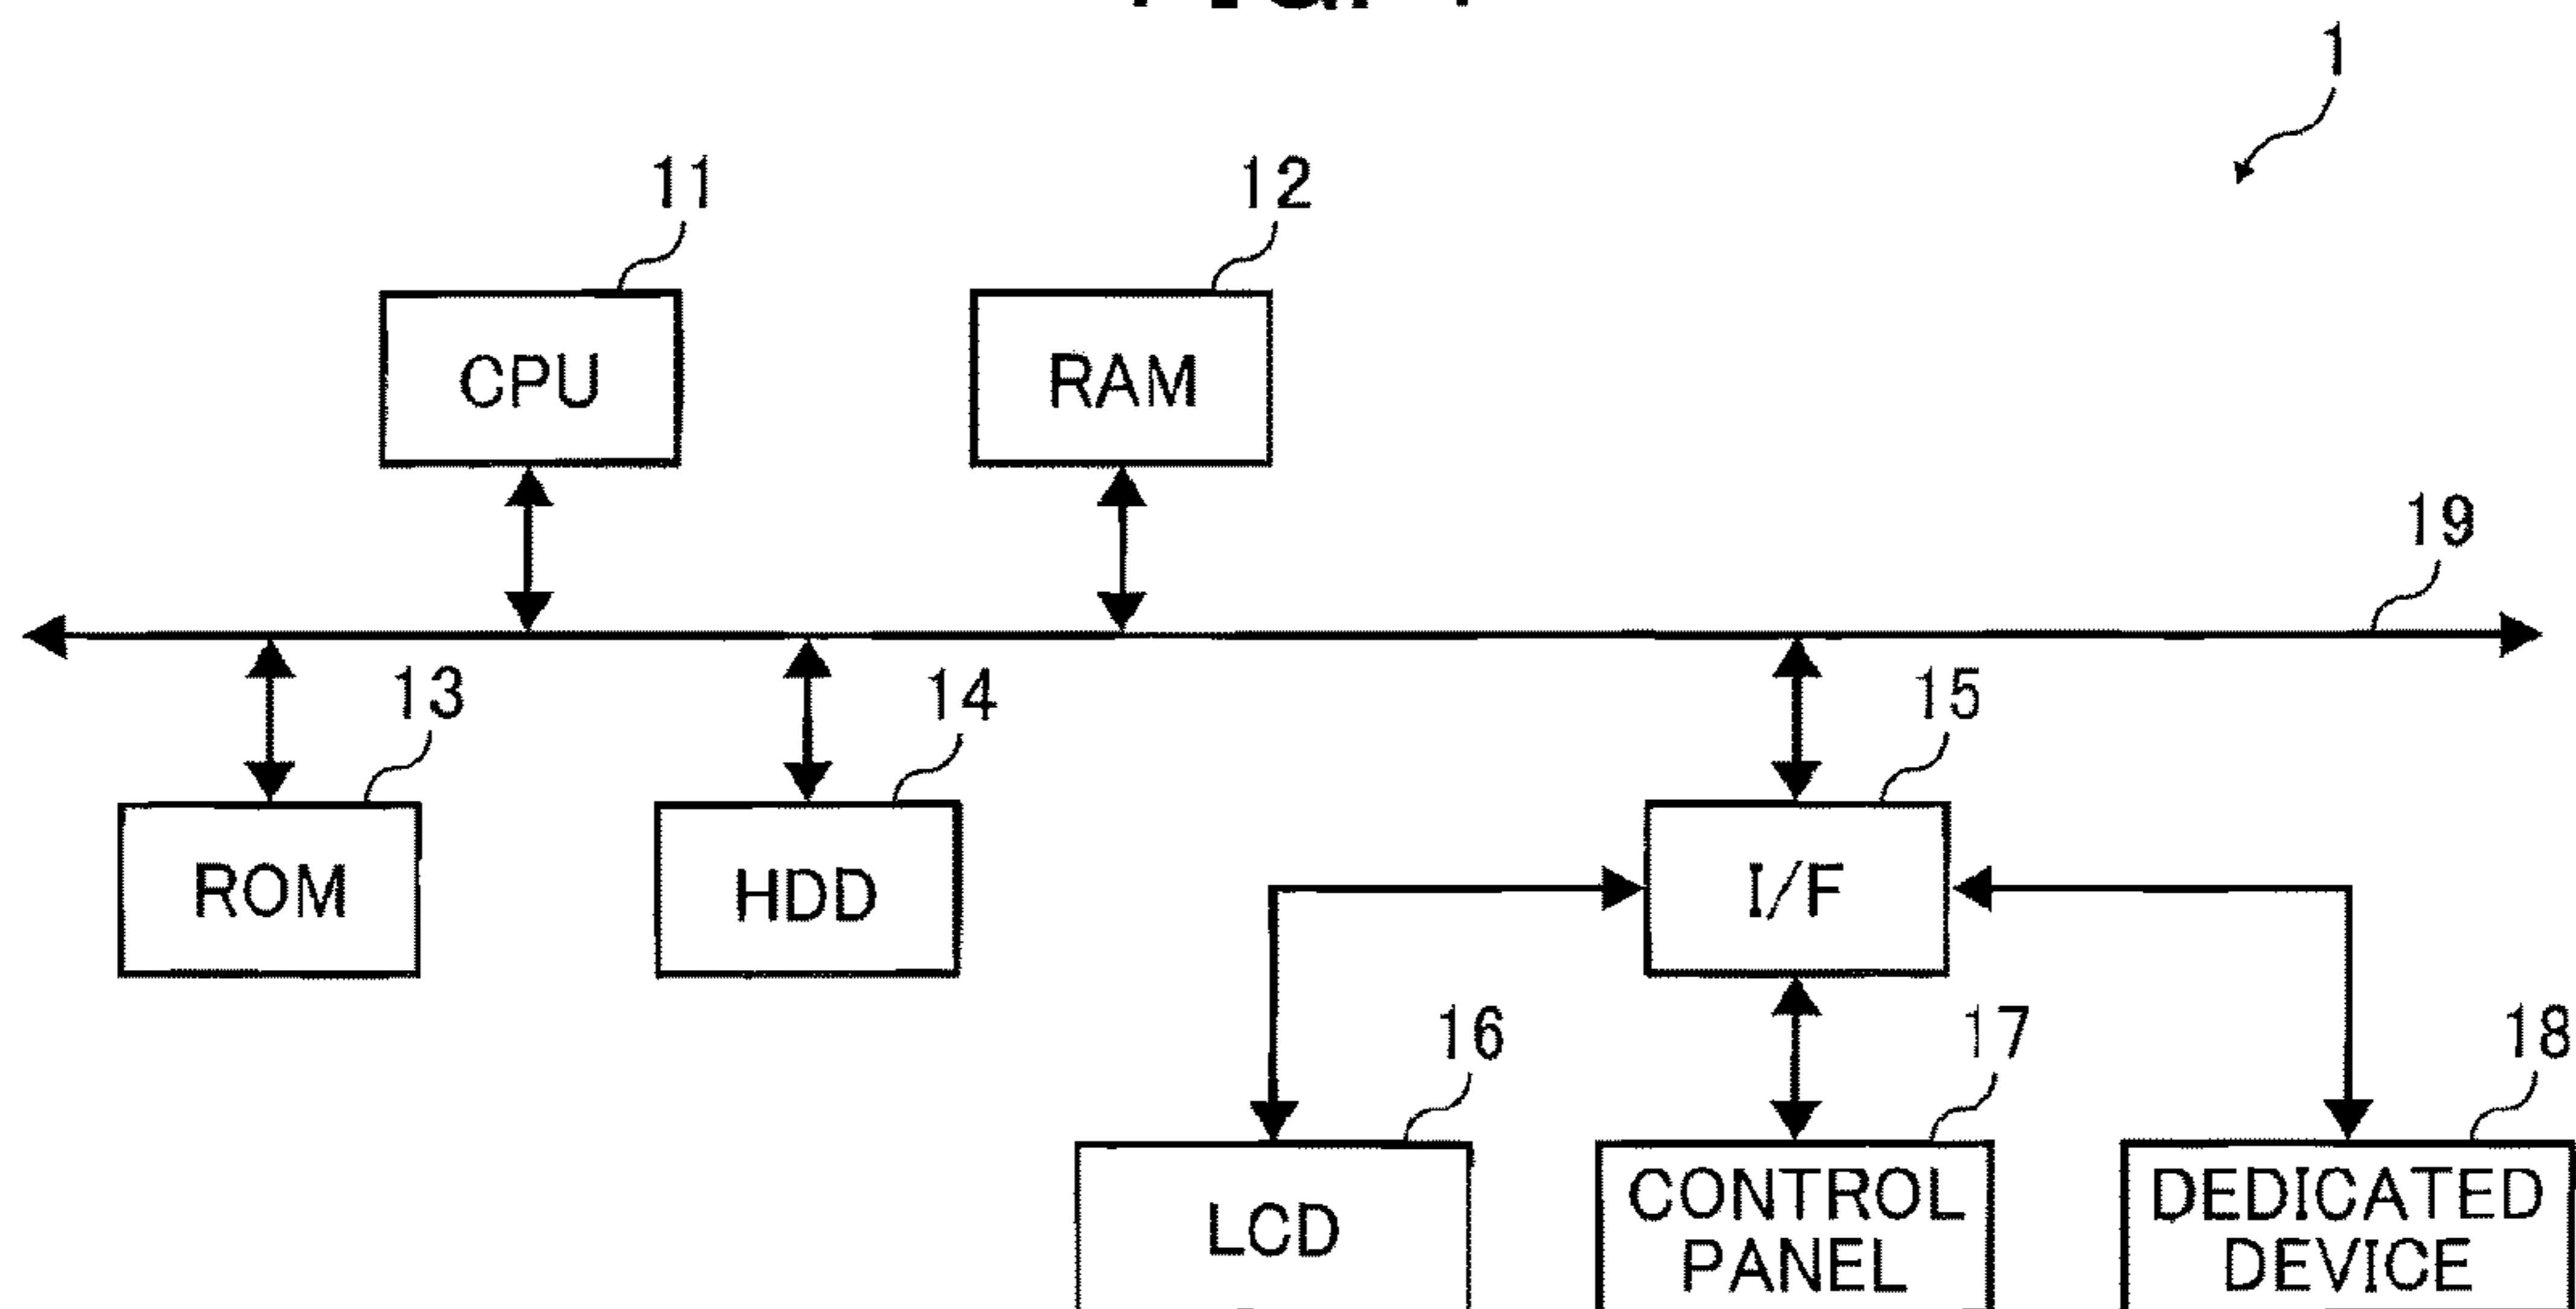 1
11
12
CPU
RAM
19
13
14
15
ROM
HDD
I/F
16
17
18
LCD
CONTROL
PANEL
DEDICATED
DEVICE